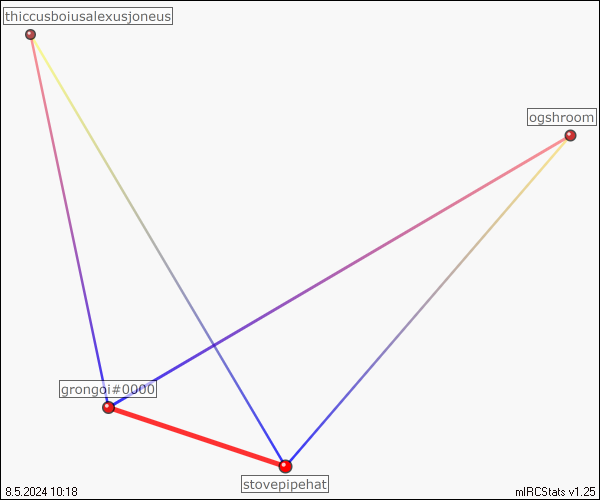 thiccusboiusalexusjoneus
ogshroom
grongoi#0000
stovepipehat
8.5.2024 10:18
mIRCStats v1.25